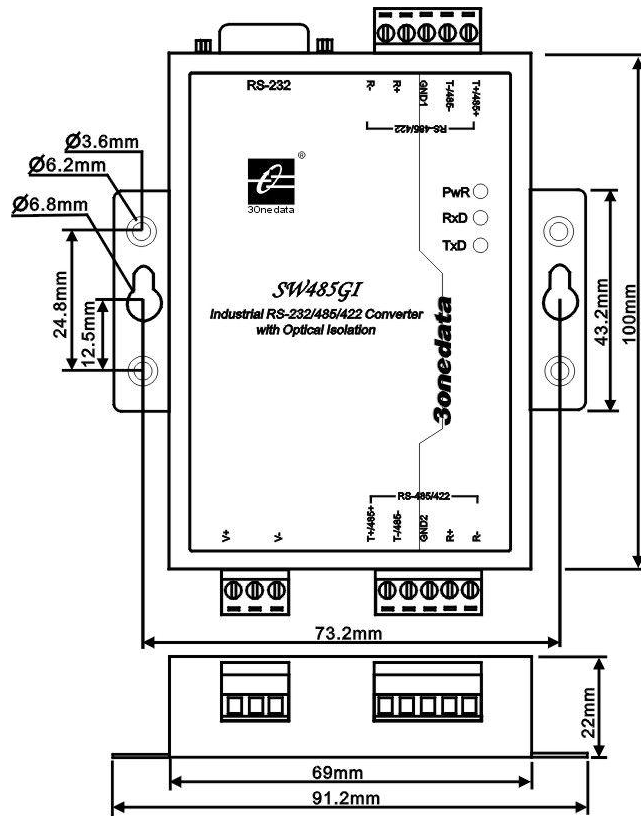 RS-232
R-
R+
GND1
T-/485-
T+/485+
RS-485/422
Ø3.6mm
Ø6.2mm
Ø6.8mm
®
3Onedata
PwR
RxD
TxD
24.8mm
12.5mm
SW485GI
Industrial RS-232/485/422 Converter
with Optical Isolation
3onedata
43.2mm
100mm
RS-485/422
V+
V-
T+/485+
T-/485-
GND2
R+
R-
73.2mm
22mm
69mm
91.2mm